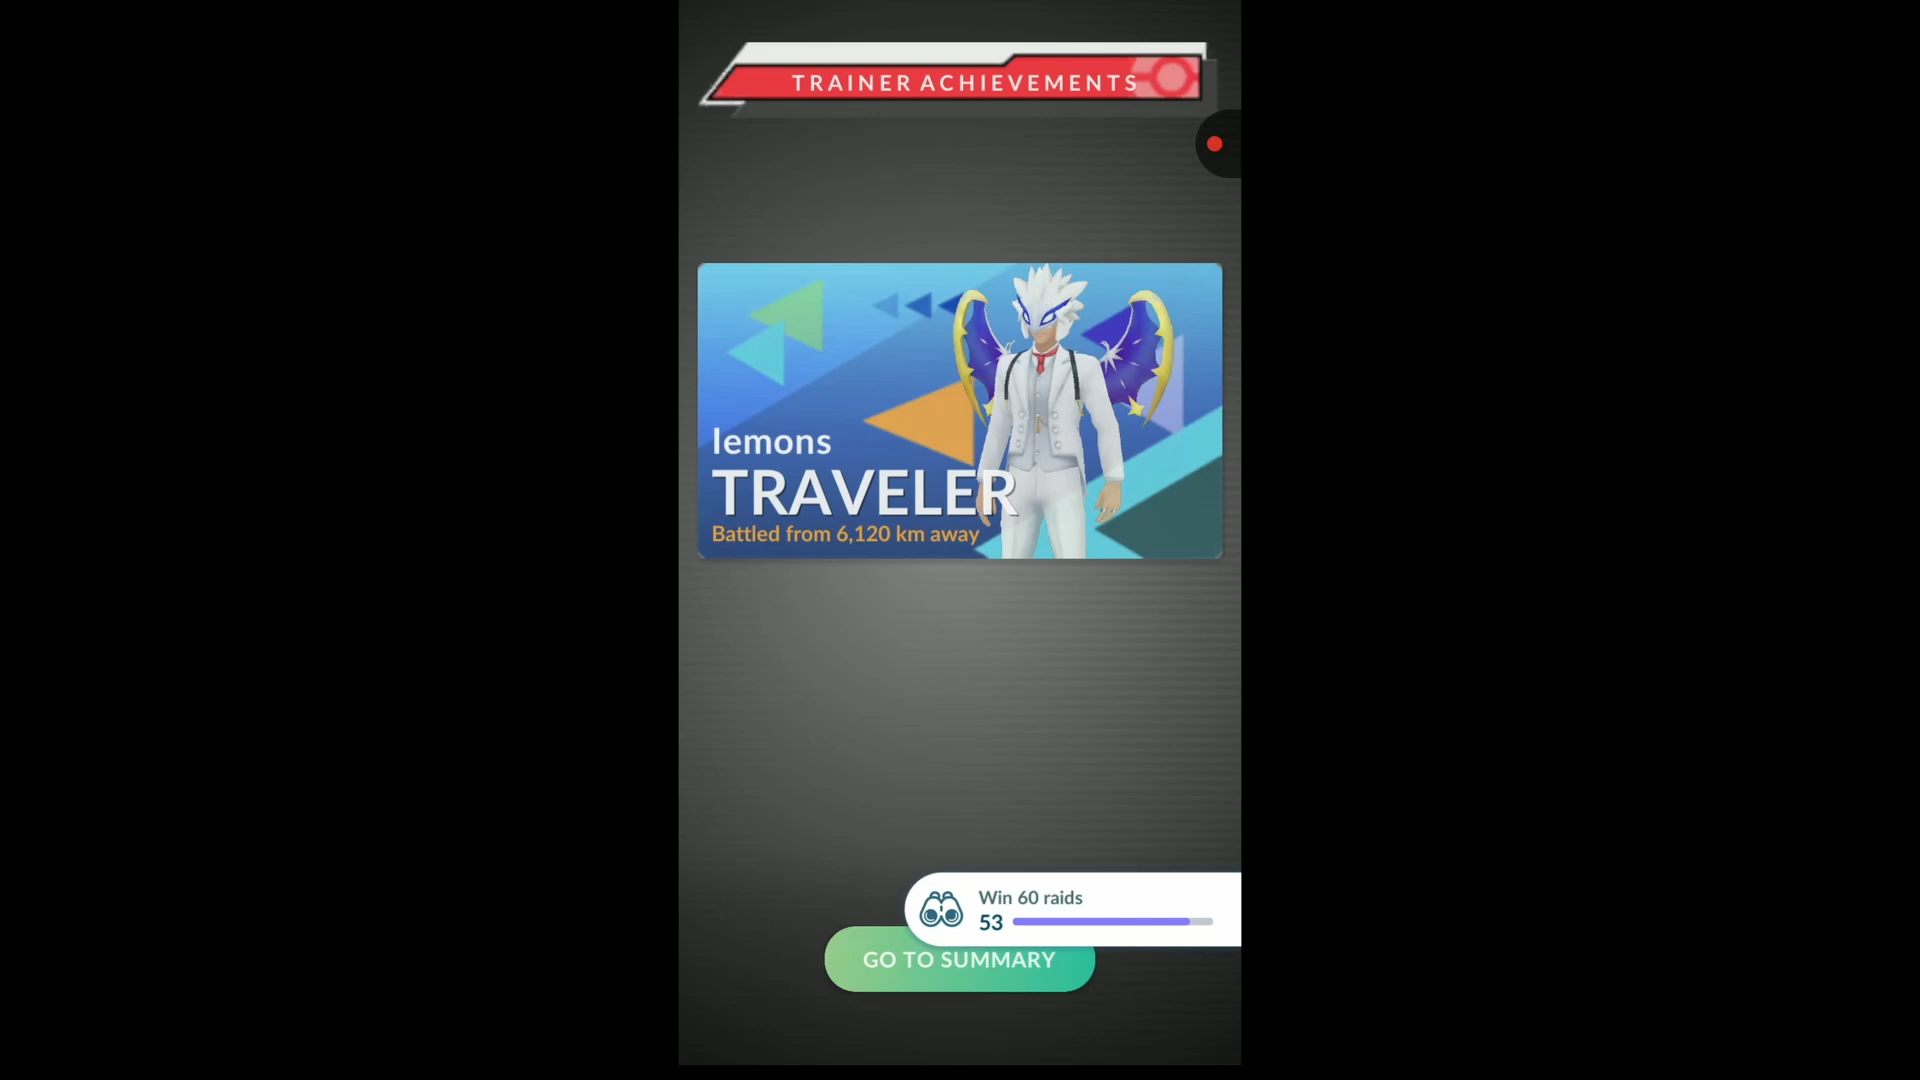 TRAINER ACHIEVEMENTS
lemons
TRAVELER
Battled from 6,120 km away
Win 60 raids
53
GO TO SUMMARY